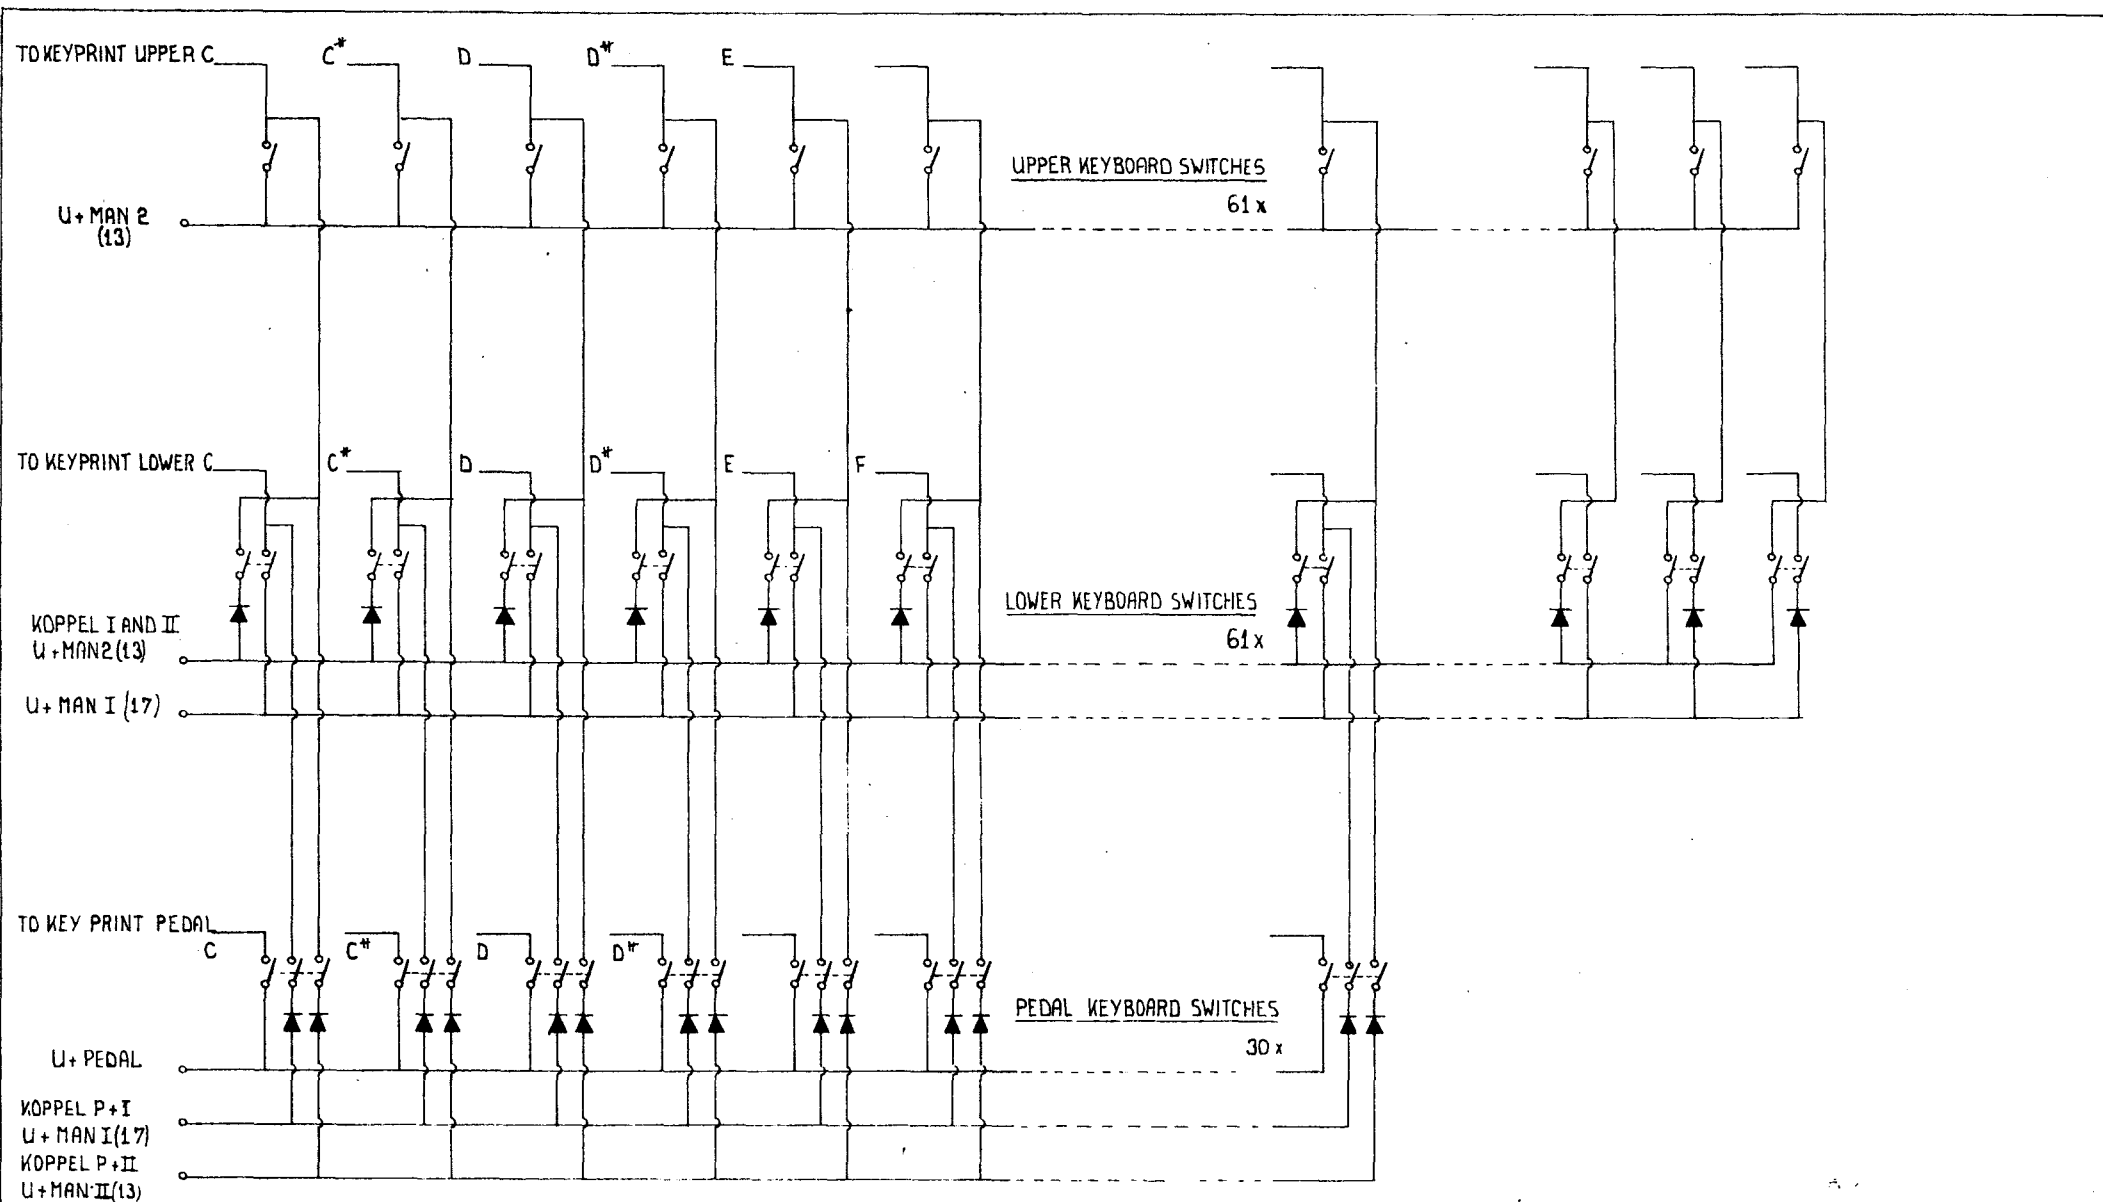 TO KEYPRINT UPPER C C# D D# E
UPPER KEYBOARD SWITCHES
61 x
U+ MAN 2
(13)
TO KEYPRINT LOWER C C# D D# E F
LOWER KEYBOARD SWITCHES
61 x
KOPPEL I AND II
U+MAN2(13)
U+ MAN I (17)
TO KEY PRINT PEDAL
C C# D D#
PEDAL KEYBOARD SWITCHES
30 x
U+ PEDAL
KOPPEL P+I
U+ MAN I(17)
KOPPEL P+II
U+MAN·II(13)